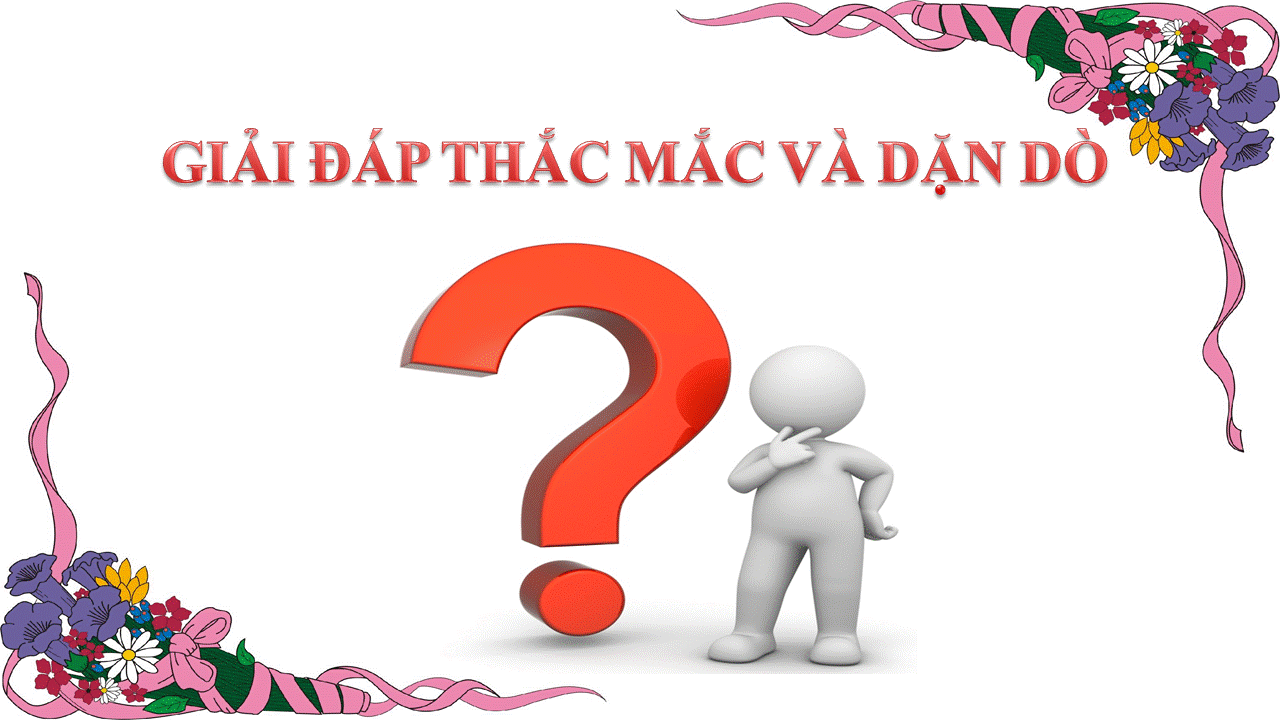 GIẢI ĐÁP THẮC MẮC VÀ DẶN DÒ